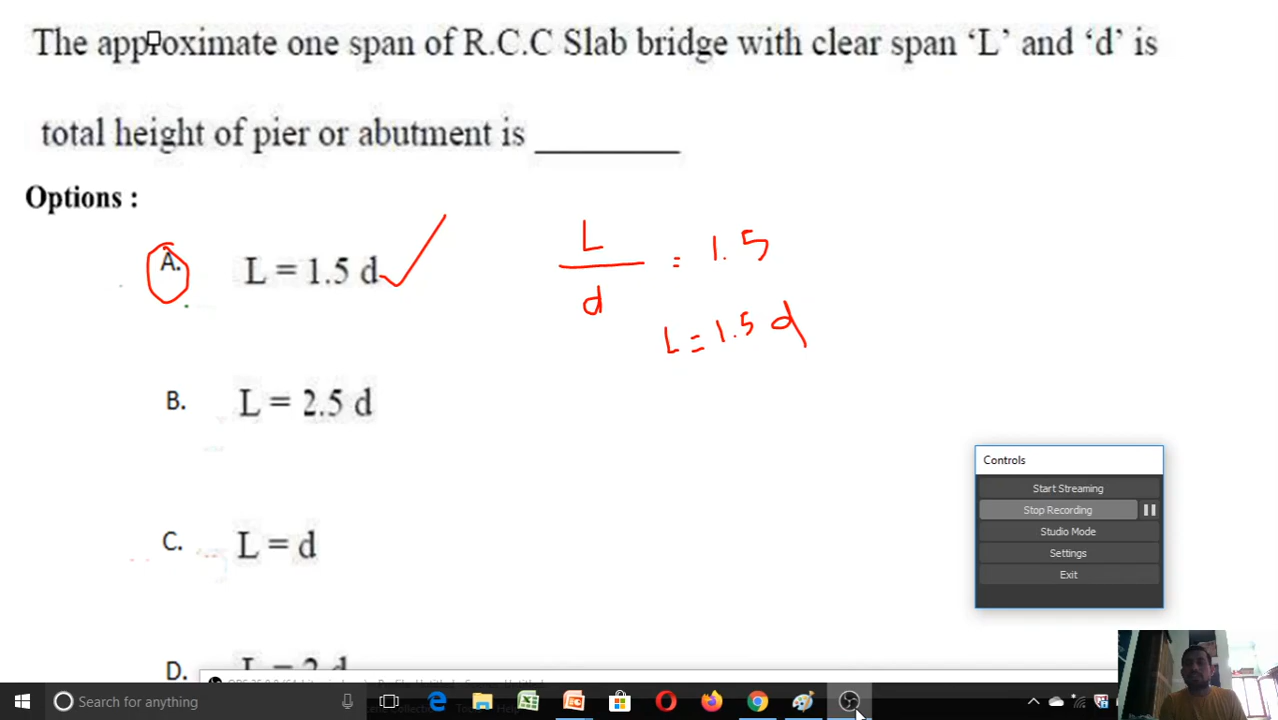 The approximate one span of R.C.C Slab bridge with clear span ‘L’ and ‘d’ is
total height of pier or abutment is ________
Options :
A. L = 1.5 d
L
d
= 1.5
L = 1.5 d
B. L = 2.5 d
C. L = d
D. L = 2 d
Controls
Start Streaming
Stop Recording
Studio Mode
Settings
Exit
Search for anything